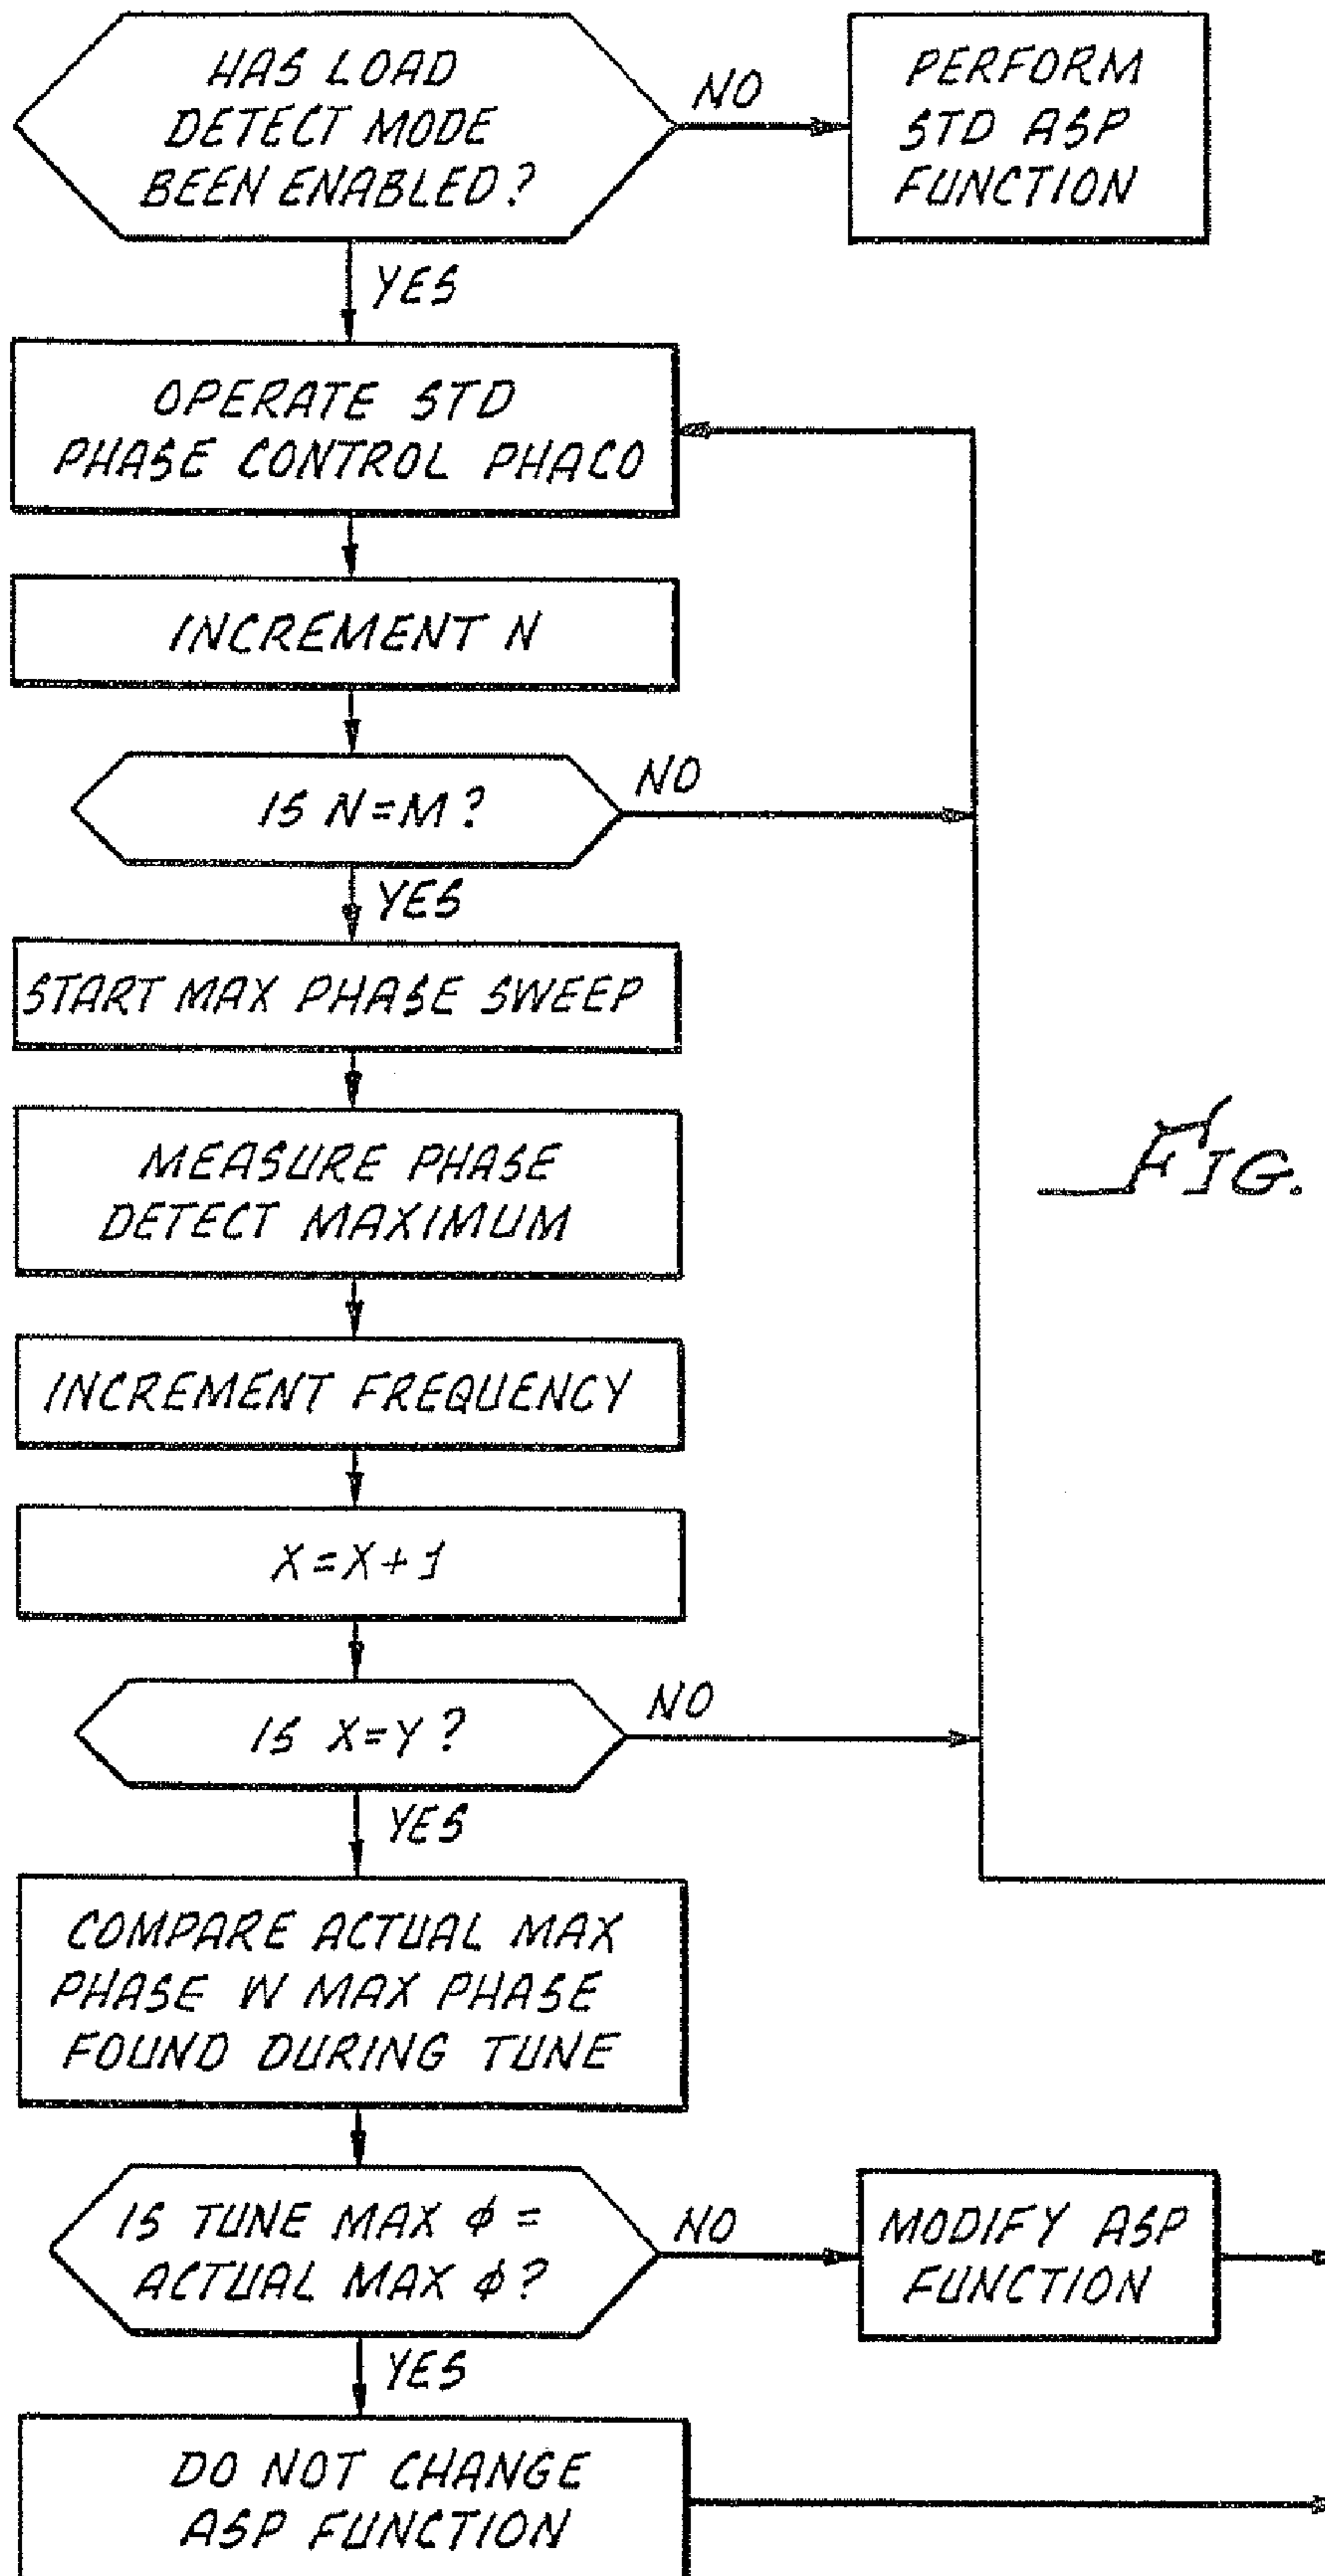 HAS LOAD
DETECT MODE
BEEN ENABLED?
NO
PERFORM
STD ASP
FUNCTION
YES
OPERATE STD
PHASE CONTROL PHACO
INCREMENT N
IS N=M?
NO
YES
START MAX PHASE SWEEP
MEASURE PHASE
DETECT MAXIMUM
FIG.
INCREMENT FREQUENCY
X=X+1
IS X=Y?
NO
YES
COMPARE ACTUAL MAX
PHASE W MAX PHASE
FOUND DURING TUNE
IS TUNE MAX ϕ =
ACTUAL MAX ϕ?
NO
MODIFY ASP
FUNCTION
YES
DO NOT CHANGE
ASP FUNCTION